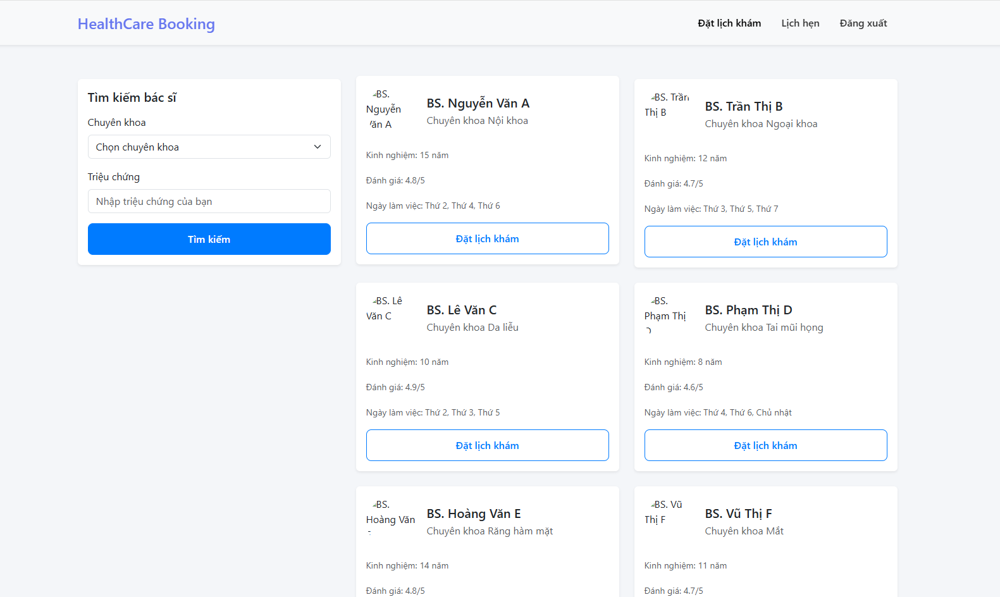 HealthCare Booking
Đặt lịch khám
Lịch hẹn
Đăng xuất
Tìm kiếm bác sĩ
Chuyên khoa
Chọn chuyên khoa
Triệu chứng
Nhập triệu chứng của bạn
Tìm kiếm
BS.
Nguyễn
Văn A
BS. Nguyễn Văn A
Chuyên khoa Nội khoa
Kinh nghiệm: 15 năm
Đánh giá: 4.8/5
Ngày làm việc: Thứ 2, Thứ 4, Thứ 6
Đặt lịch khám
BS. Trần
Thị B
BS. Trần Thị B
Chuyên khoa Ngoại khoa
Kinh nghiệm: 12 năm
Đánh giá: 4.7/5
Ngày làm việc: Thứ 3, Thứ 5, Thứ 7
Đặt lịch khám
BS. Lê
Văn C
BS. Lê Văn C
Chuyên khoa Da liễu
Kinh nghiệm: 10 năm
Đánh giá: 4.9/5
Ngày làm việc: Thứ 2, Thứ 3, Thứ 5
Đặt lịch khám
BS.
Phạm Thị
BS. Phạm Thị D
Chuyên khoa Tai mũi họng
Kinh nghiệm: 8 năm
Đánh giá: 4.6/5
Ngày làm việc: Thứ 4, Thứ 6, Chủ nhật
Đặt lịch khám
BS.
Hoàng Văn
BS. Hoàng Văn E
Chuyên khoa Răng hàm mặt
Kinh nghiệm: 14 năm
Đánh giá: 4.8/5
BS. Vũ
Thị F
BS. Vũ Thị F
Chuyên khoa Mắt
Kinh nghiệm: 11 năm
Đánh giá: 4.7/5